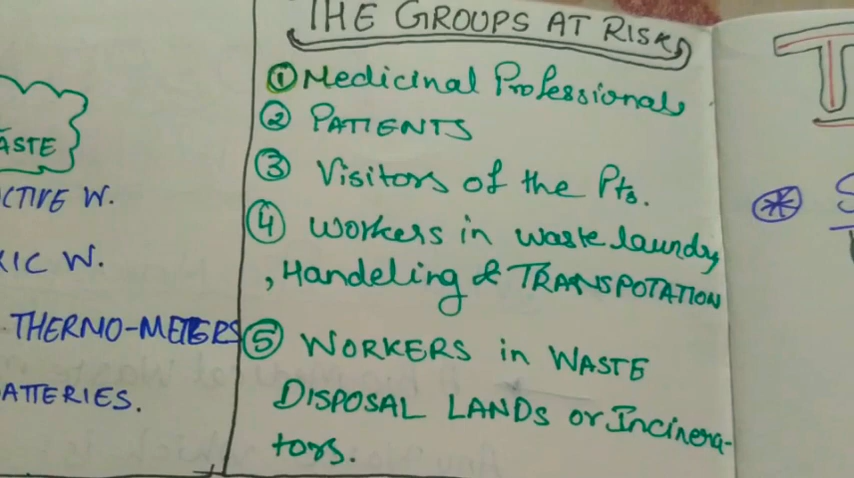 ASTE
CTIVE W.
XIC W.
THERMO-METERS
ATTERIES.
THE GROUPS AT RISK
① Medicinal Professionals
② PATIENTS
③ Visitors of the Pts.
④ Workers in waste laundry
, Handeling & TRANSPOTATION
⑤ WORKERS in WASTE
DISPOSAL LANDS or Incinera-
tors.
T